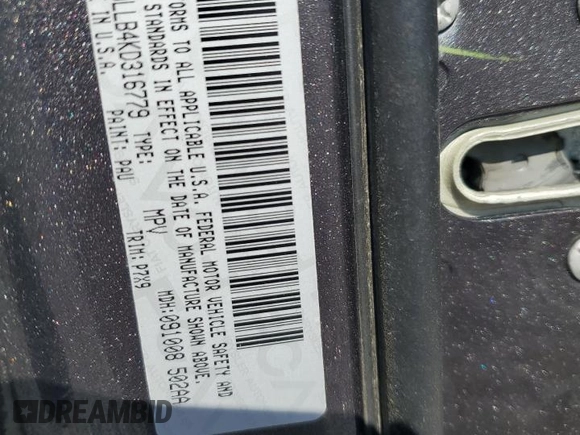 LLB4KD316779 TYPE: MPV MDH:091008 502AA
IN U.S.A. PAINT: PAU TRIM:P7X9
ORMS TO ALL APPLICABLE U.S.A. FEDERAL MOTOR VEHICLE SAFETY AND
STANDARDS IN EFFECT ON THE DATE OF MANUFACTURE SHOWN ABOVE.
DREAMBID